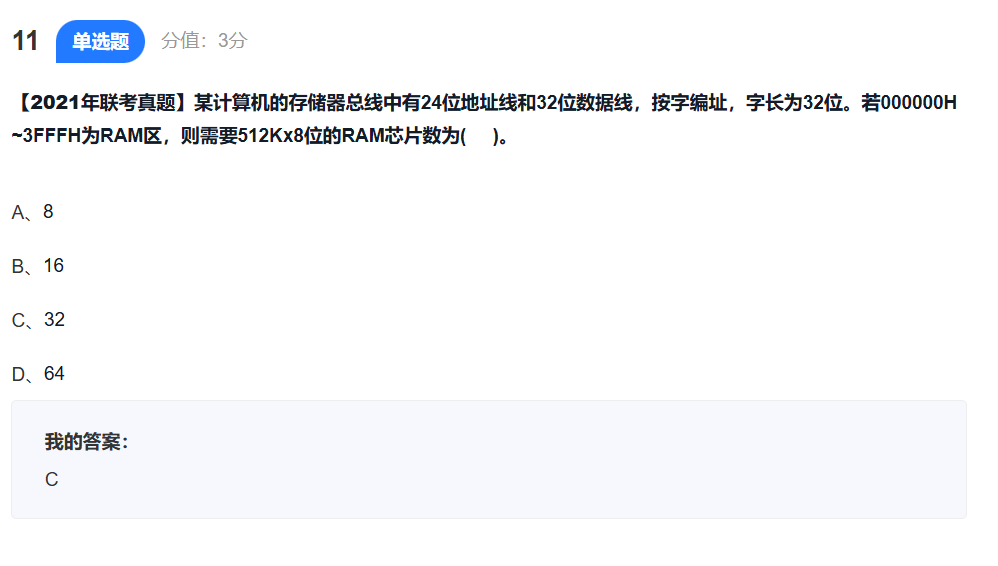 11 单选题 分值：3分
【2021年联考真题】某计算机的存储器总线中有24位地址线和32位数据线，按字编址，字长为32位。若000000H
~3FFFH为RAM区，则需要512Kx8位的RAM芯片数为( )。
A、8
B、16
C、32
D、64
我的答案：
C